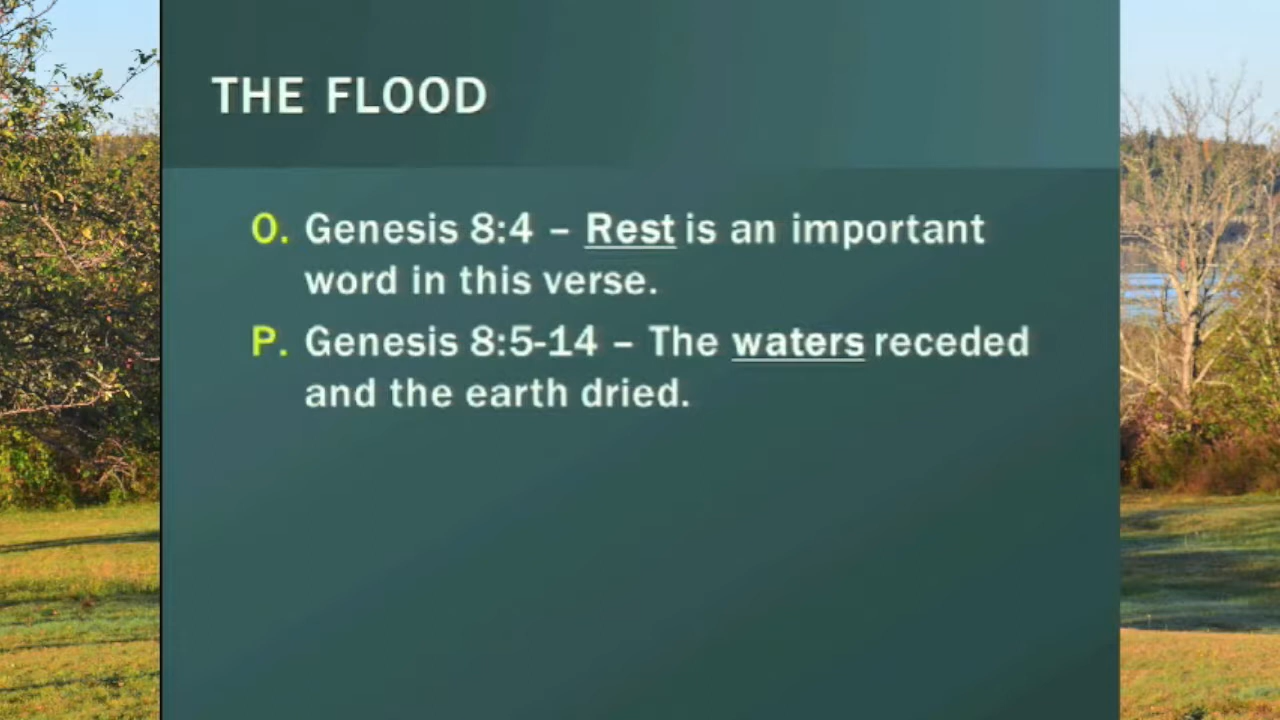 THE FLOOD
O. Genesis 8:4 – Rest is an important
word in this verse.
P. Genesis 8:5-14 – The waters receded
and the earth dried.